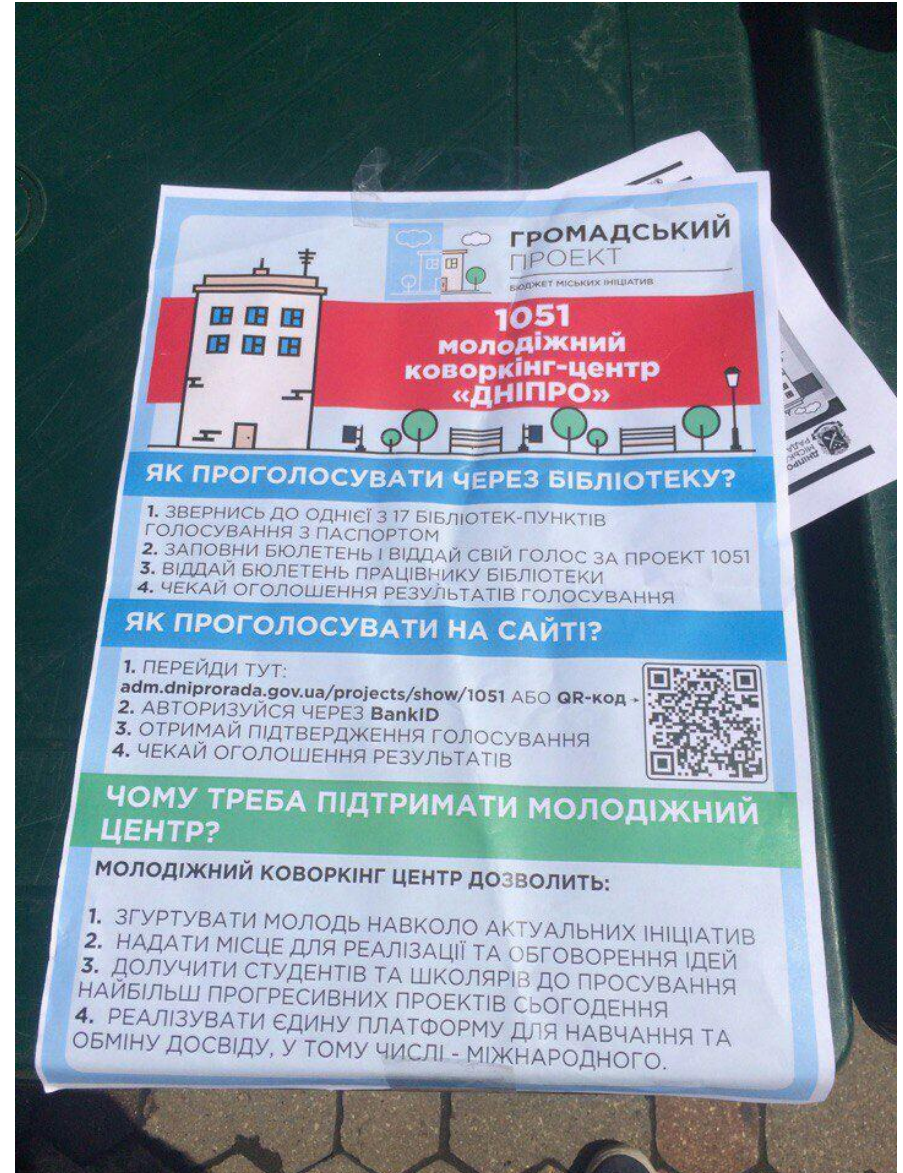 ГРОМАДСЬКИЙ
ПРОЕКТ
БЮДЖЕТ МІСЬКИХ ІНІЦІАТИВ
1051
молодіжний
коворкінг-центр
«ДНІПРО»
ЯК ПРОГОЛОСУВАТИ ЧЕРЕЗ БІБЛІОТЕКУ?
1. ЗВЕРНИСЬ ДО ОДНІЄЇ З 17 БІБЛІОТЕК-ПУНКТІВ
ГОЛОСУВАННЯ З ПАСПОРТОМ
2. ЗАПОВНИ БЮЛЕТЕНЬ І ВІДДАЙ СВІЙ ГОЛОС ЗА ПРОЕКТ 1051
3. ВІДДАЙ БЮЛЕТЕНЬ ПРАЦІВНИКУ БІБЛІОТЕКИ
4. ЧЕКАЙ ОГОЛОШЕННЯ РЕЗУЛЬТАТІВ ГОЛОСУВАННЯ
ЯК ПРОГОЛОСУВАТИ НА САЙТІ?
1. ПЕРЕЙДИ ТУТ:
adm.dniprorada.gov.ua/projects/show/1051 АБО QR-код
2. АВТОРИЗУЙСЯ ЧЕРЕЗ BankID
3. ОТРИМАЙ ПІДТВЕРДЖЕННЯ ГОЛОСУВАННЯ
4. ЧЕКАЙ ОГОЛОШЕННЯ РЕЗУЛЬТАТІВ
ЧОМУ ТРЕБА ПІДТРИМАТИ МОЛОДІЖНИЙ
ЦЕНТР?
МОЛОДІЖНИЙ КОВОРКІНГ ЦЕНТР ДОЗВОЛИТЬ:
1. ЗГУРТУВАТИ МОЛОДЬ НАВКОЛО АКТУАЛЬНИХ ІНІЦІАТИВ
2. НАДАТИ МІСЦЕ ДЛЯ РЕАЛІЗАЦІЇ ТА ОБГОВОРЕННЯ ІДЕЙ
3. ДОЛУЧИТИ СТУДЕНТІВ ТА ШКОЛЯРІВ ДО ПРОСУВАННЯ
НАЙБІЛЬШ ПРОГРЕСИВНИХ ПРОЕКТІВ СЬОГОДЕННЯ
4. РЕАЛІЗУВАТИ ЄДИНУ ПЛАТФОРМУ ДЛЯ НАВЧАННЯ ТА
ОБМІНУ ДОСВІДУ, У ТОМУ ЧИСЛІ - МІЖНАРОДНОГО.